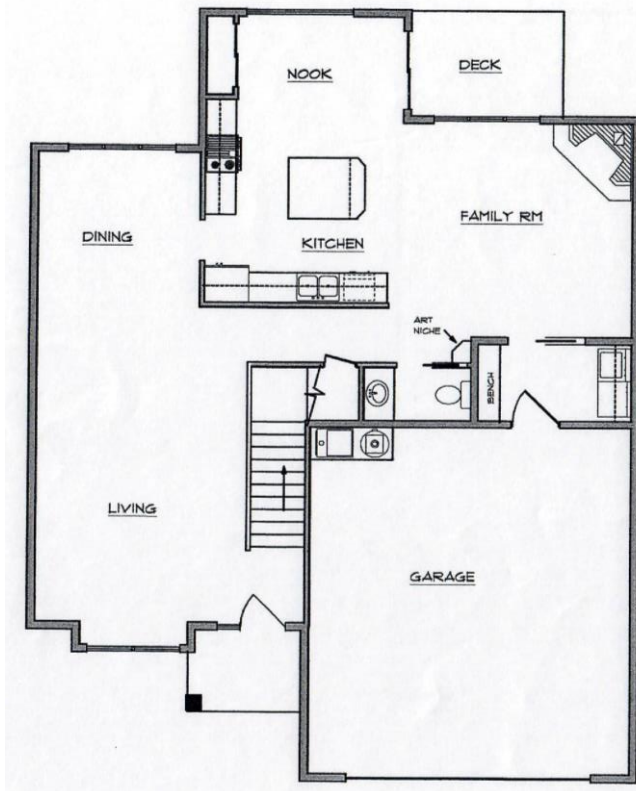 NOOK
DECK
DINING
KITCHEN
FAMILY RM
ART
NICHE
BENCH
LIVING
GARAGE